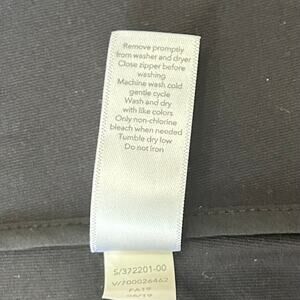 Remove promptly
from washer and dryer
Close zipper before
washing
Machine wash cold
gentle cycle
Wash and dry
with like colors
Only non-chlorine
bleach when needed
Tumble dry low
Do not iron
S/372201-00
V/700026462
FA19